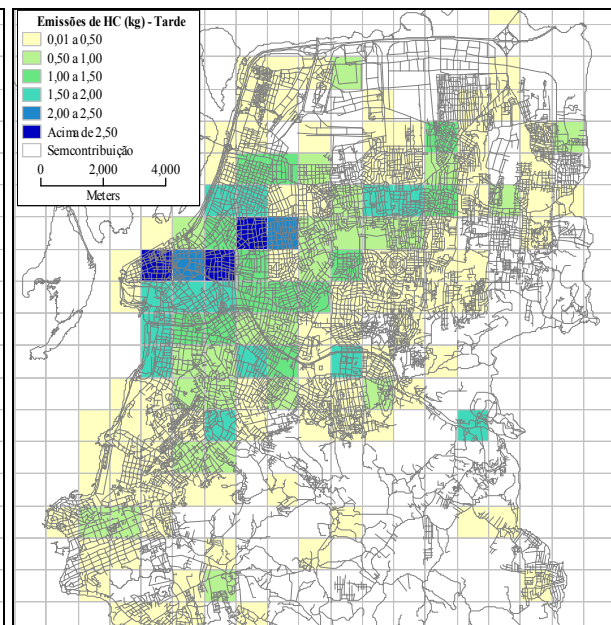 Emissões de HC (kg) - Tarde
0,01 a 0,50
0,50 a 1,00
1,00 a 1,50
1,50 a 2,00
2,00 a 2,50
Acima de 2,50
Semcontribuição
0 2,000 4,000
Meters